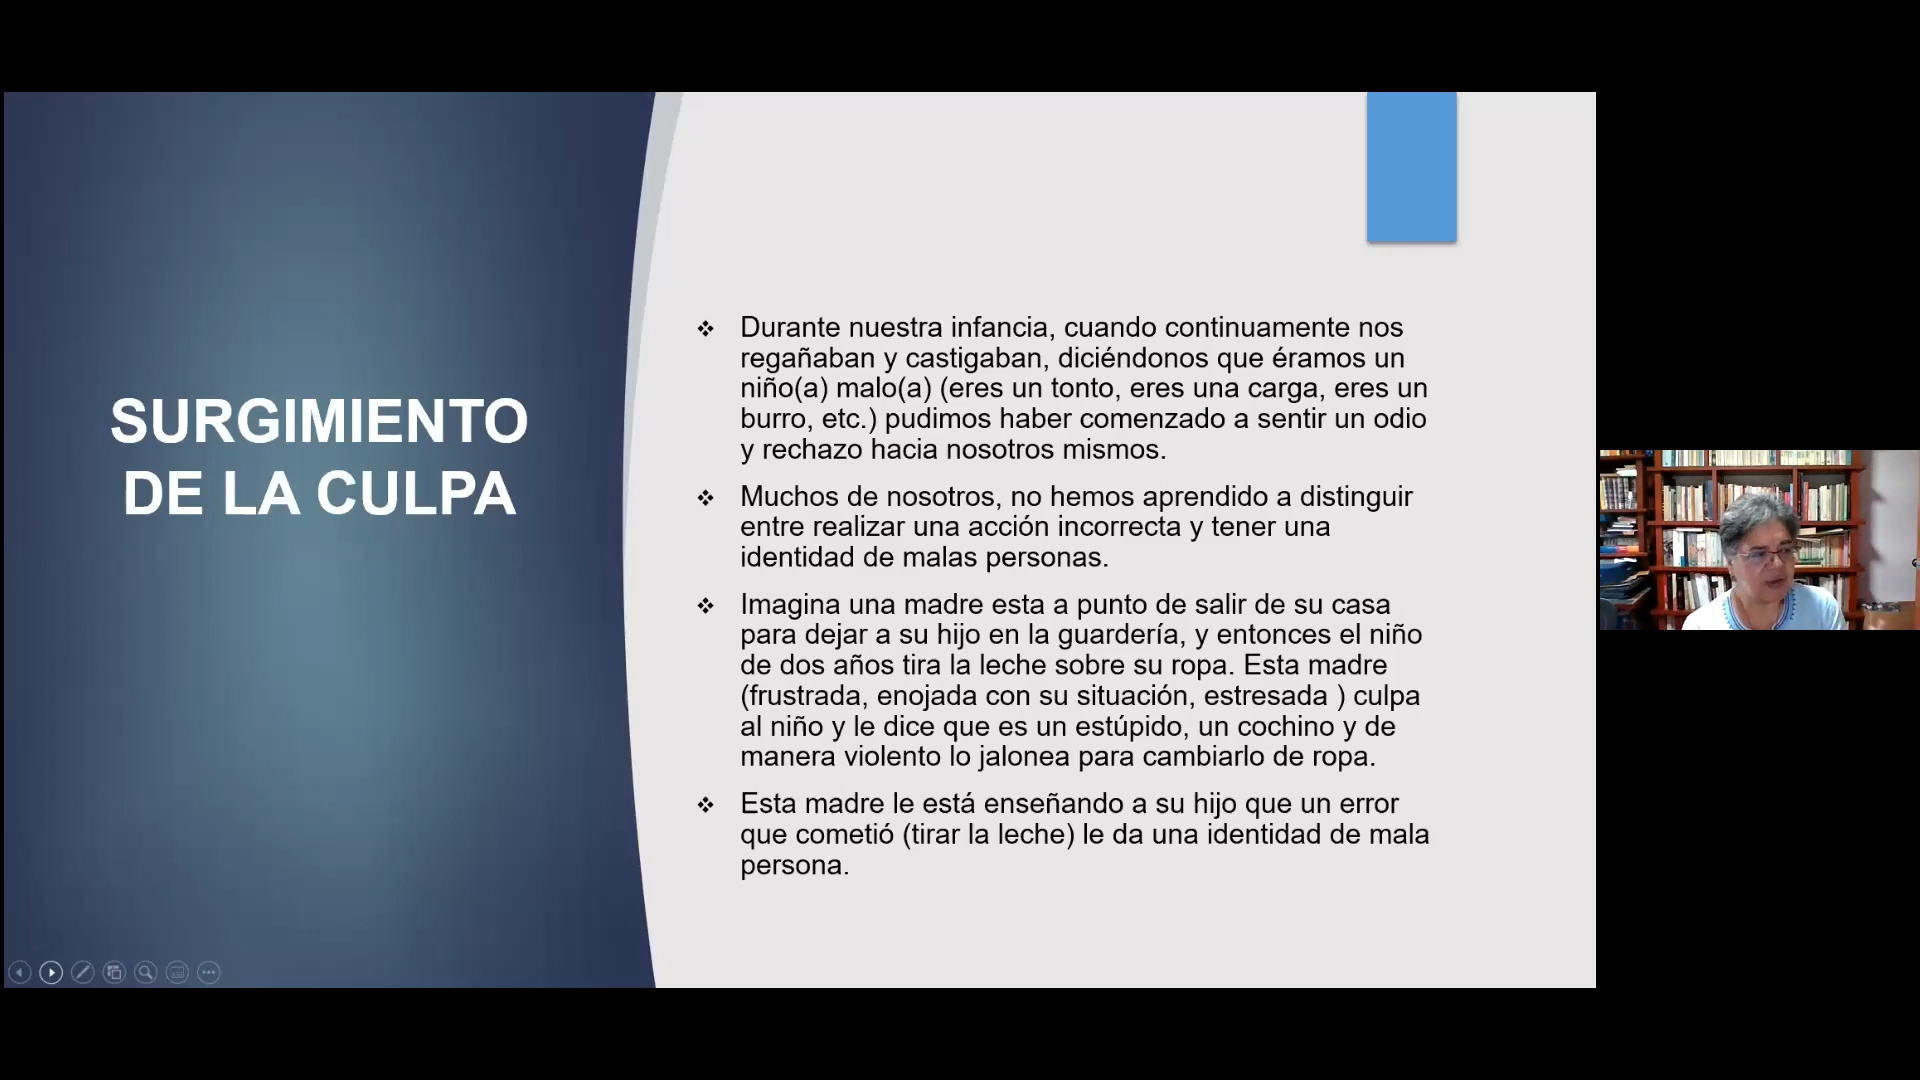 SURGIMIENTO
DE LA CULPA
❖ Durante nuestra infancia, cuando continuamente nos
regañaban y castigaban, diciéndonos que éramos un
niño(a) malo(a) (eres un tonto, eres una carga, eres un
burro, etc.) pudimos haber comenzado a sentir un odio
y rechazo hacia nosotros mismos.
❖ Muchos de nosotros, no hemos aprendido a distinguir
entre realizar una acción incorrecta y tener una
identidad de malas personas.
❖ Imagina una madre esta a punto de salir de su casa
para dejar a su hijo en la guardería, y entonces el niño
de dos años tira la leche sobre su ropa. Esta madre
(frustrada, enojada con su situación, estresada ) culpa
al niño y le dice que es un estúpido, un cochino y de
manera violento lo jalonea para cambiarlo de ropa.
❖ Esta madre le está enseñando a su hijo que un error
que cometió (tirar la leche) le da una identidad de mala
persona.